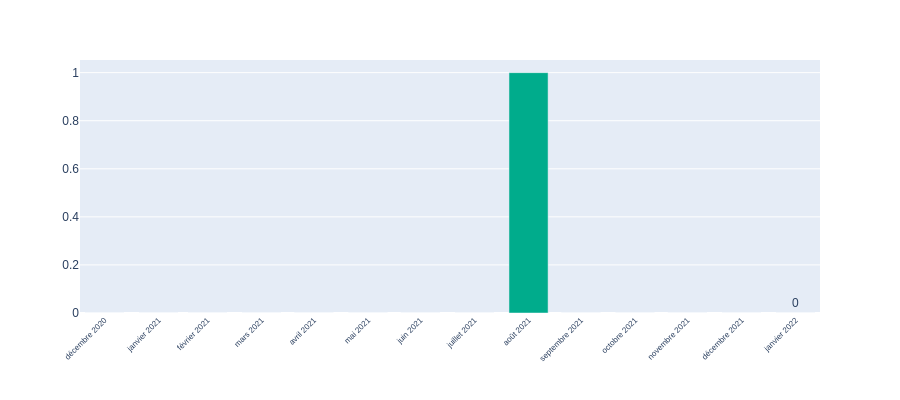 1
0.8
0.6
0.4
0.2
0
0
décembre 2020
janvier 2021
février 2021
mars 2021
avril 2021
mai 2021
juin 2021
juillet 2021
août 2021
septembre 2021
octobre 2021
novembre 2021
décembre 2021
janvier 2022